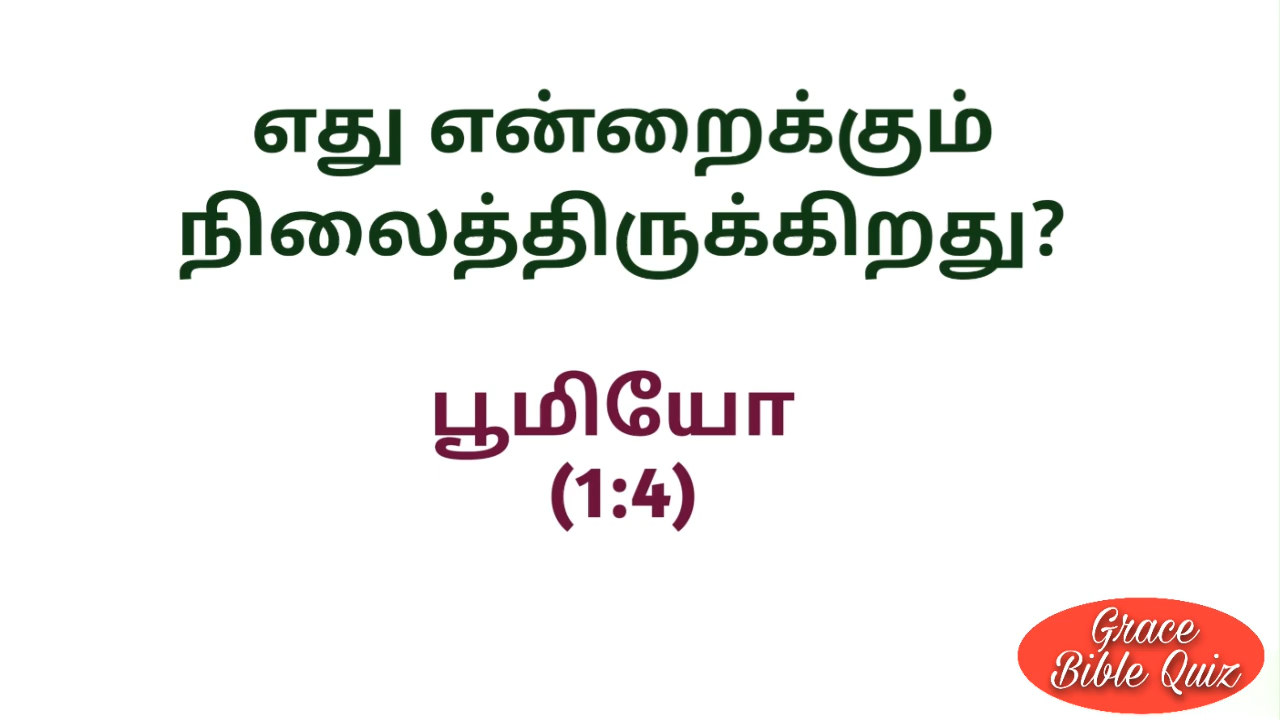 எது என்றைக்கும்
நிலைத்திருக்கிறது?
பூமியோ
(1:4)
Grace
Bible Quiz